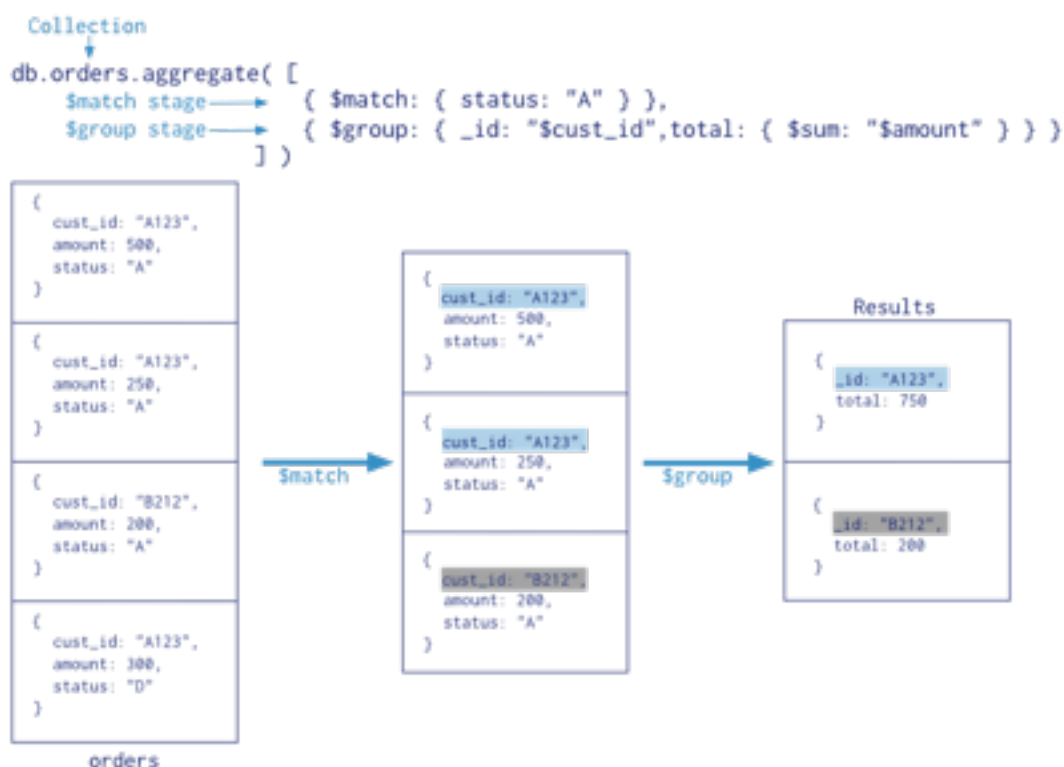 Collection
db.orders.aggregate( [
$match stage { $match: { status: "A" } },
$group stage { $group: { _id: "$cust_id",total: { $sum: "$amount" } } }
] )
{
cust_id: "A123",
amount: 500,
status: "A"
}
{
cust_id: "A123",
amount: 250,
status: "A"
}
{
cust_id: "B212",
amount: 200,
status: "A"
}
{
cust_id: "A123",
amount: 300,
status: "D"
}
orders
$match
{
cust_id: "A123",
amount: 500,
status: "A"
}
{
cust_id: "A123",
amount: 250,
status: "A"
}
{
cust_id: "B212",
amount: 200,
status: "A"
}
$group
Results
{
_id: "A123",
total: 750
}
{
_id: "B212",
total: 200
}